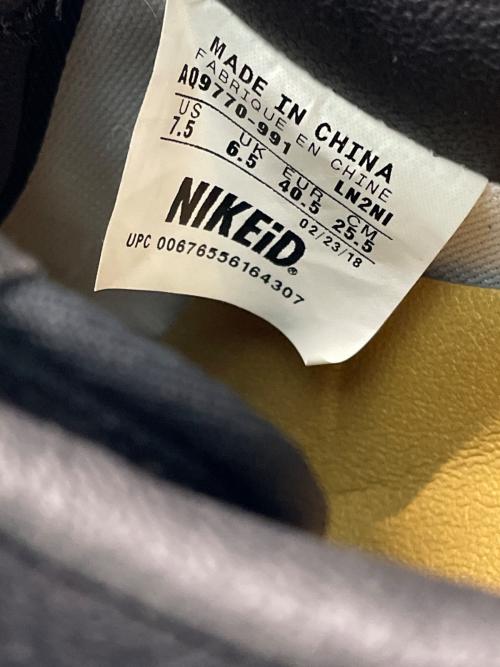 MADE IN CHINA
FABRIQUE EN CHINE
AQ9770-991 LN2NI
US UK EUR CM
7.5 6.5 40.5 25.5
02/23/18
NIKEiD®
UPC 00676556164307